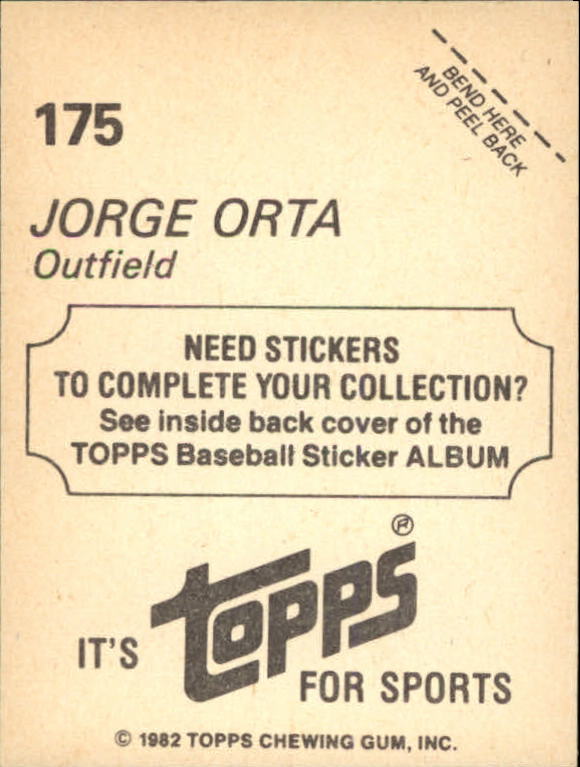 BEND HERE
AND PEEL BACK
175
JORGE ORTA
Outfield
NEED STICKERS
TO COMPLETE YOUR COLLECTION?
See inside back cover of the
TOPPS Baseball Sticker ALBUM
IT'S topps®
FOR SPORTS
© 1982 TOPPS CHEWING GUM, INC.